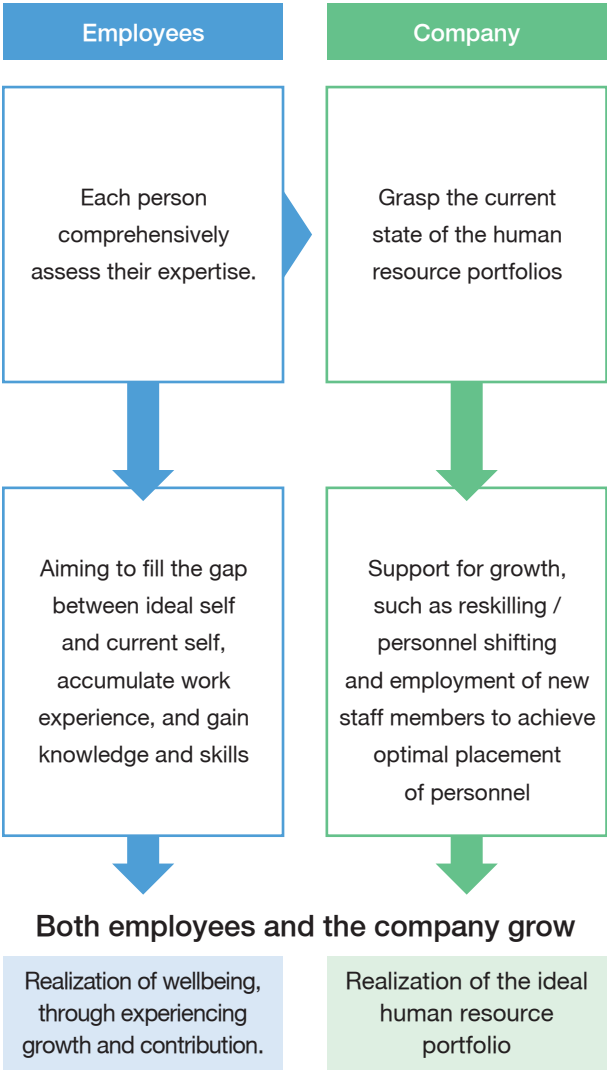 Employees
Company
Each person
comprehensively
assess their expertise.
Grasp the current
state of the human
resource portfolios
Aiming to fill the gap
between ideal self
and current self,
accumulate work
experience, and gain
knowledge and skills
Support for growth,
such as reskilling /
personnel shifting
and employment of new
staff members to achieve
optimal placement
of personnel
Both employees and the company grow
Realization of wellbeing,
through experiencing
growth and contribution.
Realization of the ideal
human resource
portfolio